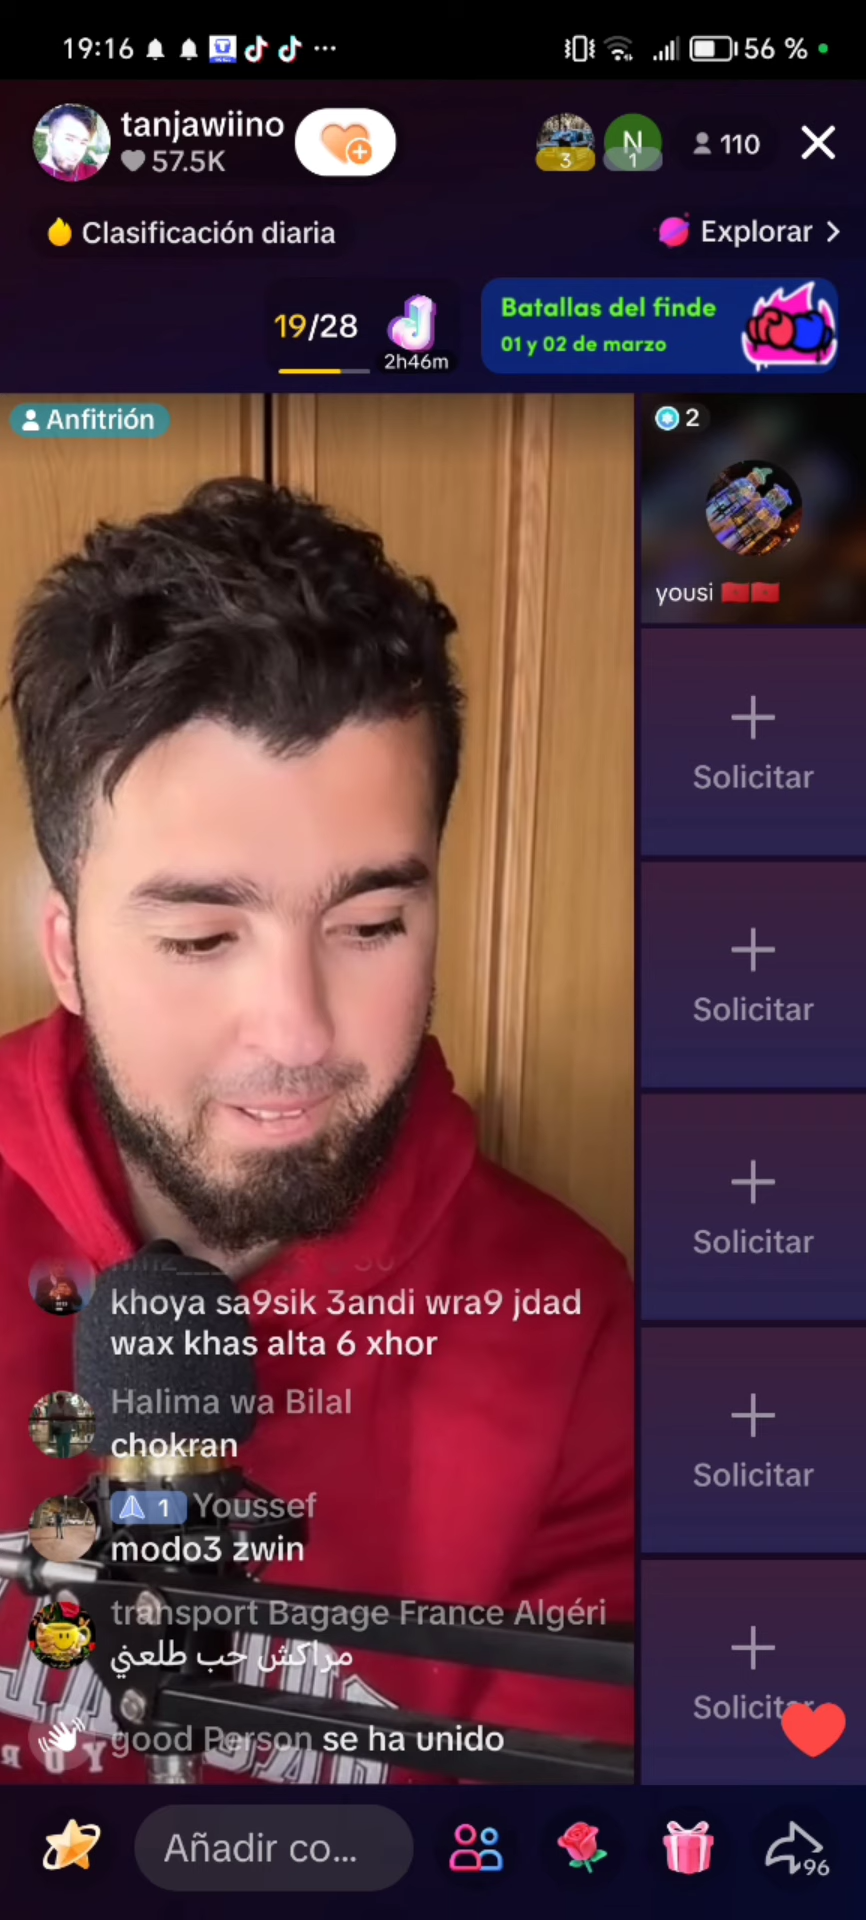 19:16
56 %
tanjawiino
57.5K
3
N
1
110
Clasificación diaria
Explorar
19/28
2h46m
Batallas del finde
01 y 02 de marzo
Anfitrión
2
yousi
Solicitar
Solicitar
Solicitar
Solicitar
Solicitar
khoya sa9sik 3andi wra9 jdad
wax khas alta 6 xhor
Halima wa Bilal
chokran
1 Youssef
modo3 zwin
transport Bagage France Algéri
مراكش حب طلعني
good Person se ha unido
Añadir co...
96